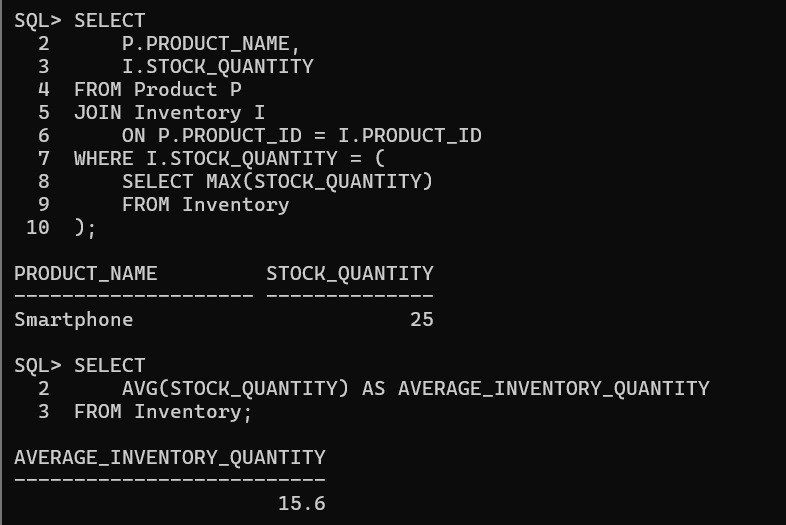 SQL> SELECT
  2      P.PRODUCT_NAME,
  3      I.STOCK_QUANTITY
  4  FROM Product P
  5  JOIN Inventory I
  6      ON P.PRODUCT_ID = I.PRODUCT_ID
  7  WHERE I.STOCK_QUANTITY = (
  8      SELECT MAX(STOCK_QUANTITY)
  9      FROM Inventory
 10  );

PRODUCT_NAME         STOCK_QUANTITY
-------------------- --------------
Smartphone                       25

SQL> SELECT
  2      AVG(STOCK_QUANTITY) AS AVERAGE_INVENTORY_QUANTITY
  3  FROM Inventory;

AVERAGE_INVENTORY_QUANTITY
--------------------------
                      15.6